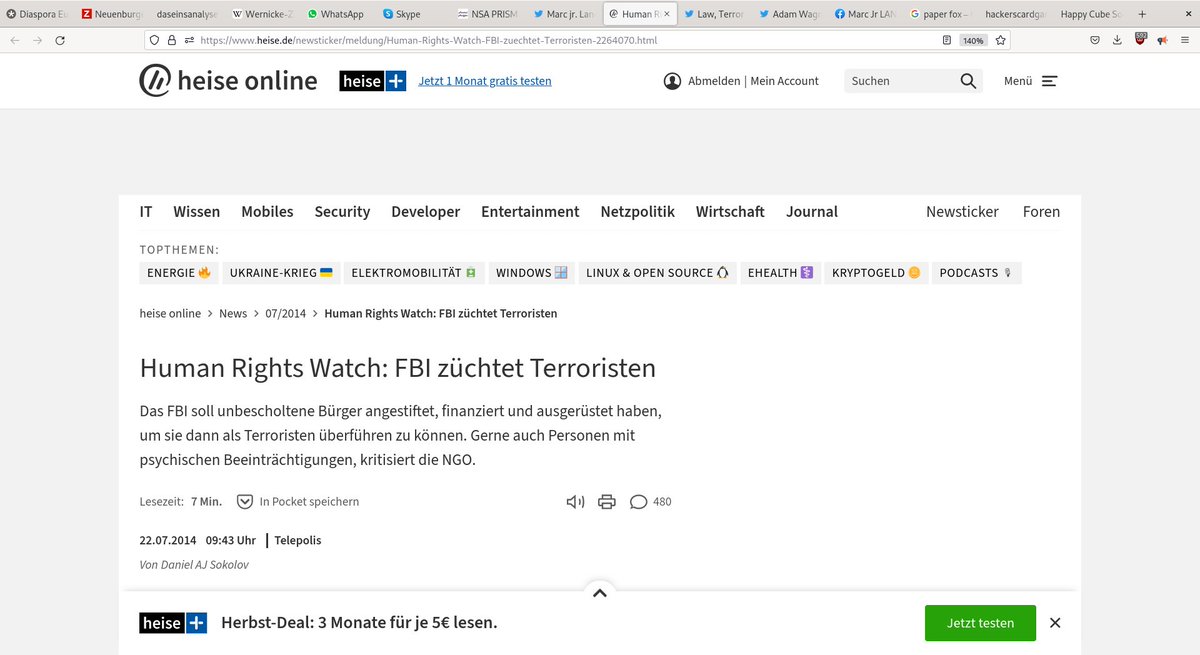 Diaspora Eu
Neuenburg
daseinsanalyse
Wernicke-Z
WhatsApp
Skype
NSA PRISM
Marc jr. Lan
Human Ri
Law, Terror
Adam Wagn
Marc Jr LAN
paper fox –
hackerscardga
Happy Cube So
https://www.heise.de/newsticker/meldung/Human-Rights-Watch-FBI-zuechtet-Terroristen-2264070.html
140%
592
heise online
heise +
Jetzt 1 Monat gratis testen
Abmelden | Mein Account
Suchen
Menü
IT Wissen Mobiles Security Developer Entertainment Netzpolitik Wirtschaft Journal Newsticker Foren
TOPTHEMEN:
ENERGIE UKRAINE-KRIEG ELEKTROMOBILITÄT WINDOWS LINUX & OPEN SOURCE EHEALTH KRYPTOGELD PODCASTS
heise online > News > 07/2014 > Human Rights Watch: FBI züchtet Terroristen
Human Rights Watch: FBI züchtet Terroristen
Das FBI soll unbescholtene Bürger angestiftet, finanziert und ausgerüstet haben,
um sie dann als Terroristen überführen zu können. Gerne auch Personen mit
psychischen Beeinträchtigungen, kritisiert die NGO.
Lesezeit: 7 Min. In Pocket speichern 480
22.07.2014 09:43 Uhr | Telepolis
Von Daniel AJ Sokolov
heise + Herbst-Deal: 3 Monate für je 5€ lesen. Jetzt testen